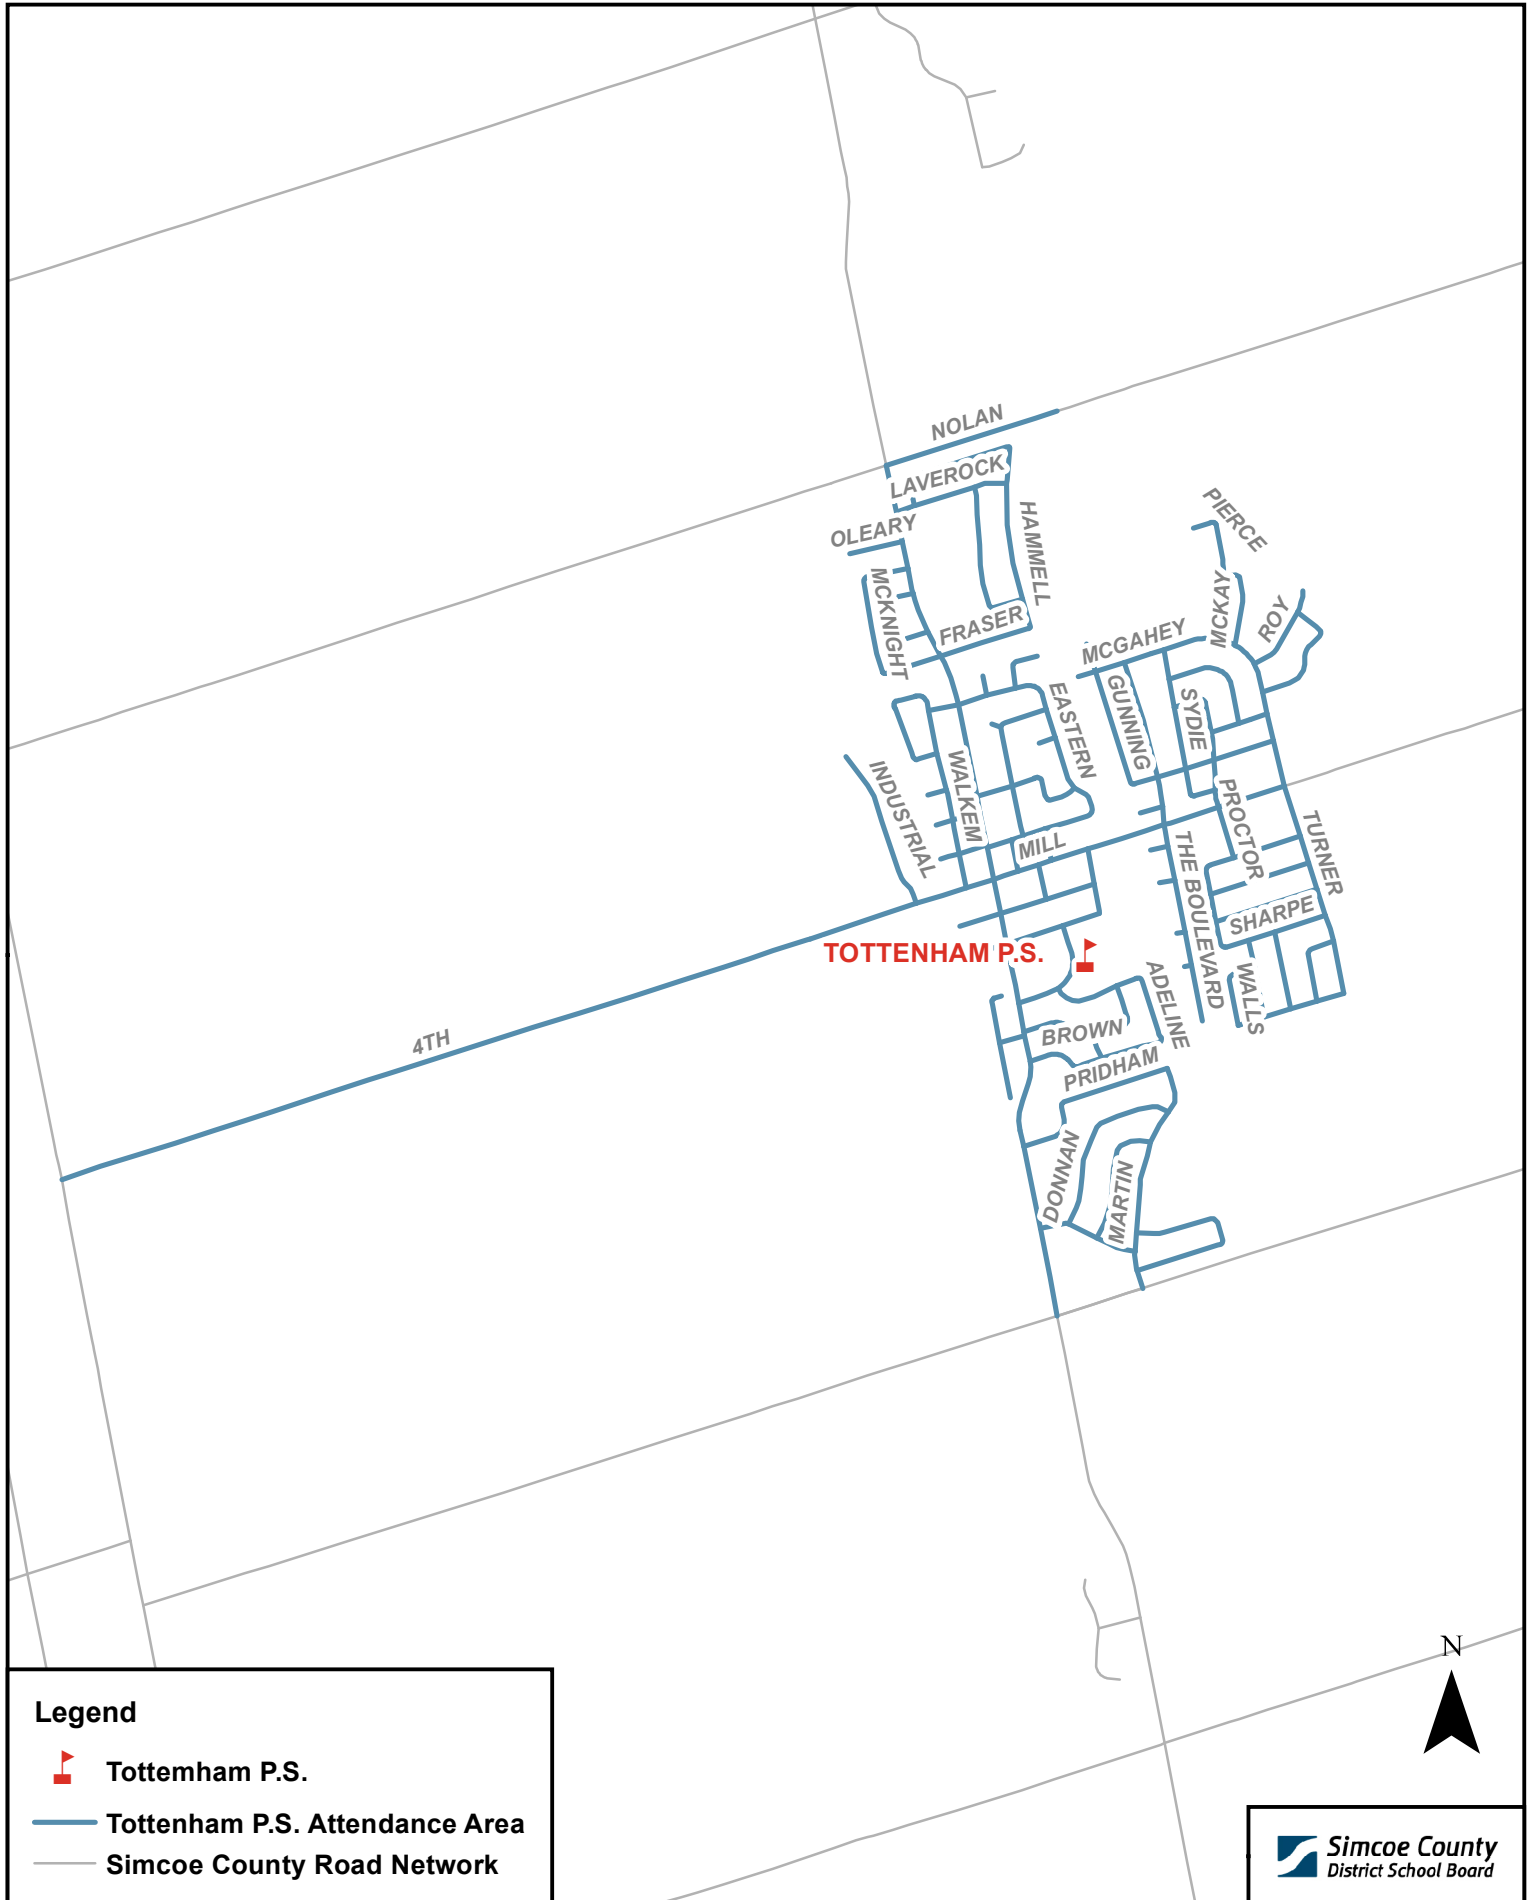 NOLAN
LAVEROCK
OLEARY
HAMMELL
PIERCE
MCKNIGHT
MCKAY
ROY
FRASER
MCGAHEY
EASTERN
GUNNING
SYDIE
INDUSTRIAL
WALKEM
PROCTOR
TURNER
MILL
THE BOULEVARD
SHARPE
TOTTENHAM P.S.
ADELINE
WALLS
4TH
BROWN
PRIDHAM
DONNAN
MARTIN
N
Legend
Tottemham P.S.
Tottenham P.S. Attendance Area
Simcoe County Road Network
Simcoe County
District School Board